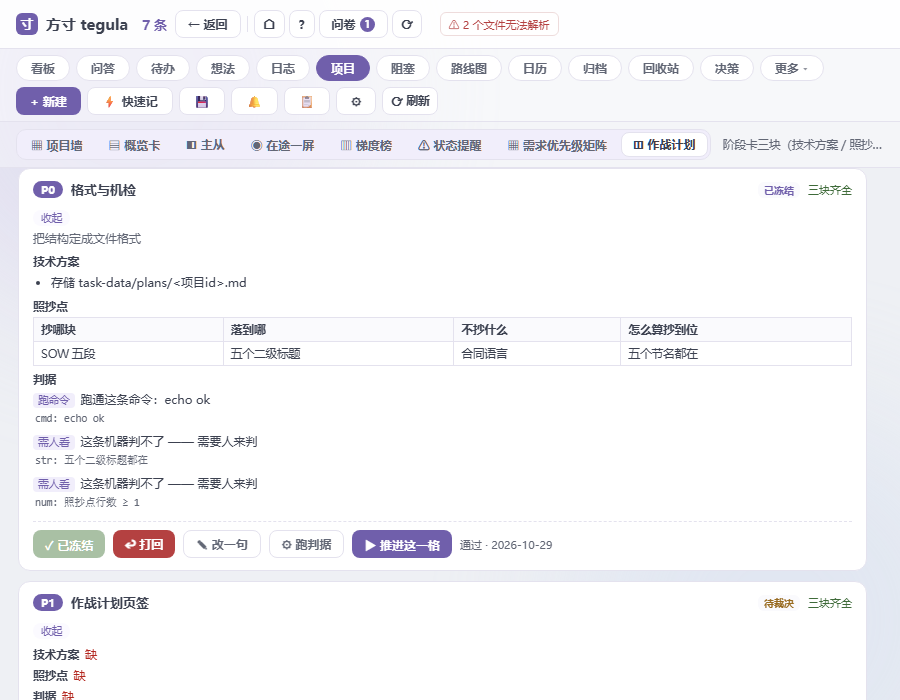 寸 方寸 tegula 7 条 ← 返回 ? 问卷 1 2 个文件无法解析
看板 问答 待办 想法 日志 项目 阻塞 路线图 日历 归档 回收站 决策 更多
+ 新建 快速记 刷新
项目墙 概览卡 主从 在途一屏 梯度榜 状态提醒 需求优先级矩阵 作战计划 阶段卡三块（技术方案 / 照抄...
P0 格式与机检 已冻结 三块齐全
收起
把结构定成文件格式
技术方案
• 存储 task-data/plans/<项目id>.md
照抄点
抄哪块 落到哪 不抄什么 怎么算抄到位
SOW 五段 五个二级标题 合同语言 五个节名都在
判据
跑命令 跑通这条命令：echo ok
cmd: echo ok
需人看 这条机器判不了 —— 需要人来判
str: 五个二级标题都在
需人看 这条机器判不了 —— 需要人来判
num: 照抄点行数 ≥ 1
✓ 已冻结 打回 改一句 跑判据 ▶ 推进这一格 通过 · 2026-10-29
P1 作战计划页签 待裁决 三块齐全
收起
技术方案 缺
照抄点 缺
判据 缺